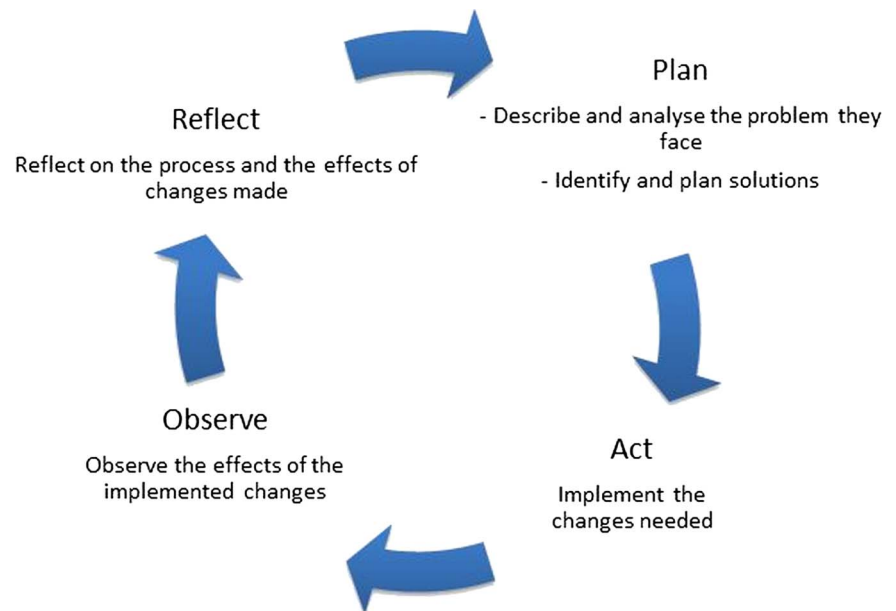 Plan
- Describe and analyse the problem they
face
- Identify and plan solutions
Act
Implement the
changes needed
Observe
Observe the effects of the
implemented changes
Reflect
Reflect on the process and the effects of
changes made